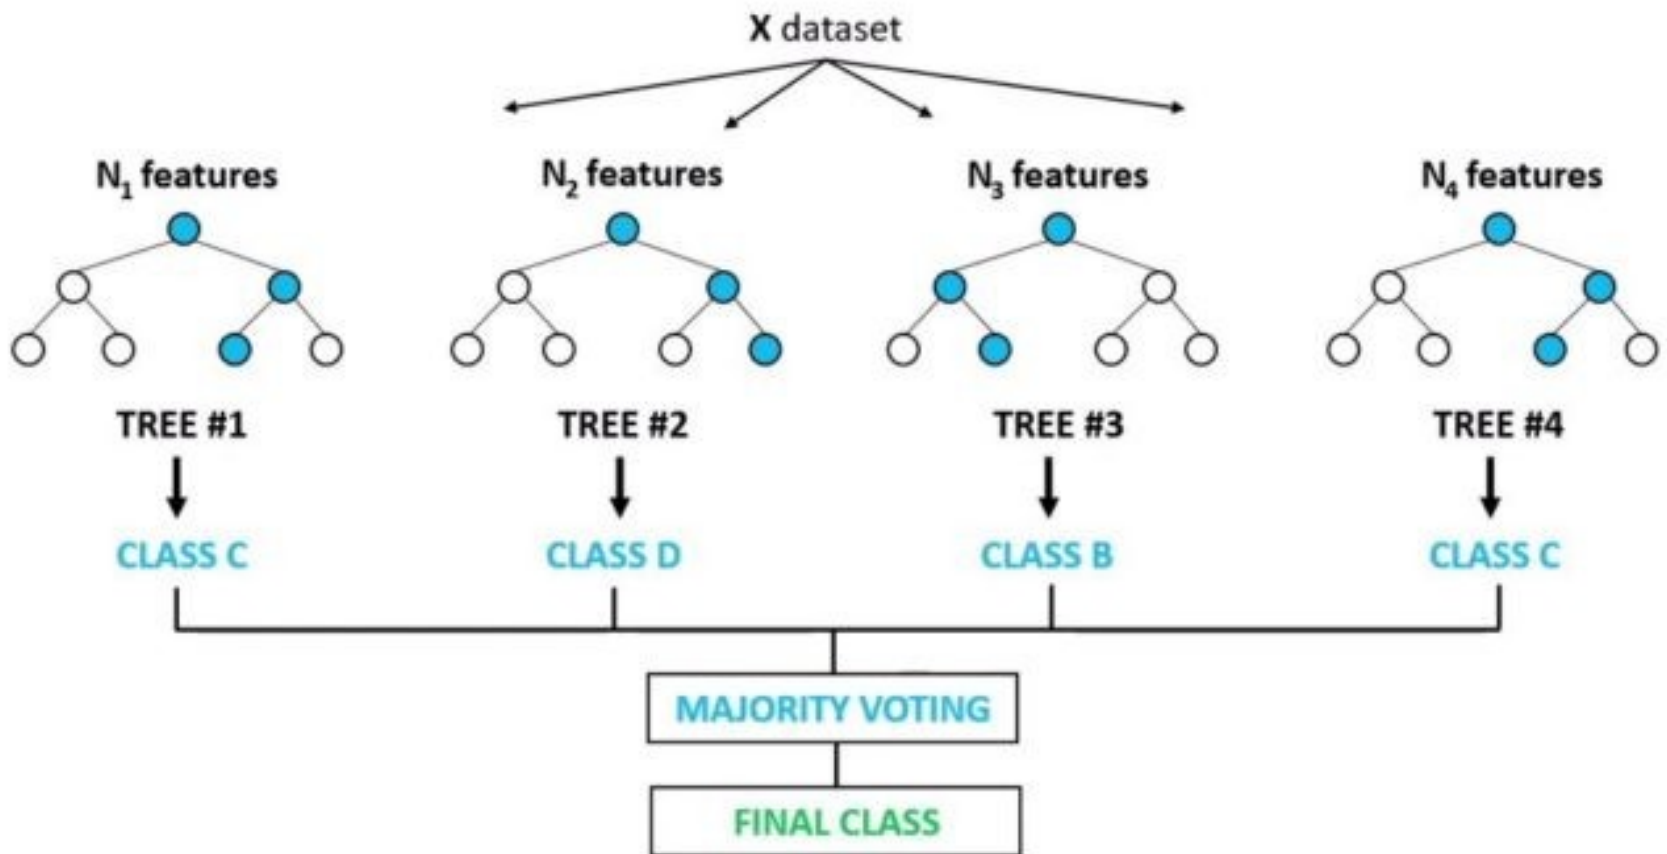 X dataset
N₁ features
N₂ features
N₃ features
N₄ features
TREE #1
TREE #2
TREE #3
TREE #4
CLASS C
CLASS D
CLASS B
CLASS C
MAJORITY VOTING
FINAL CLASS